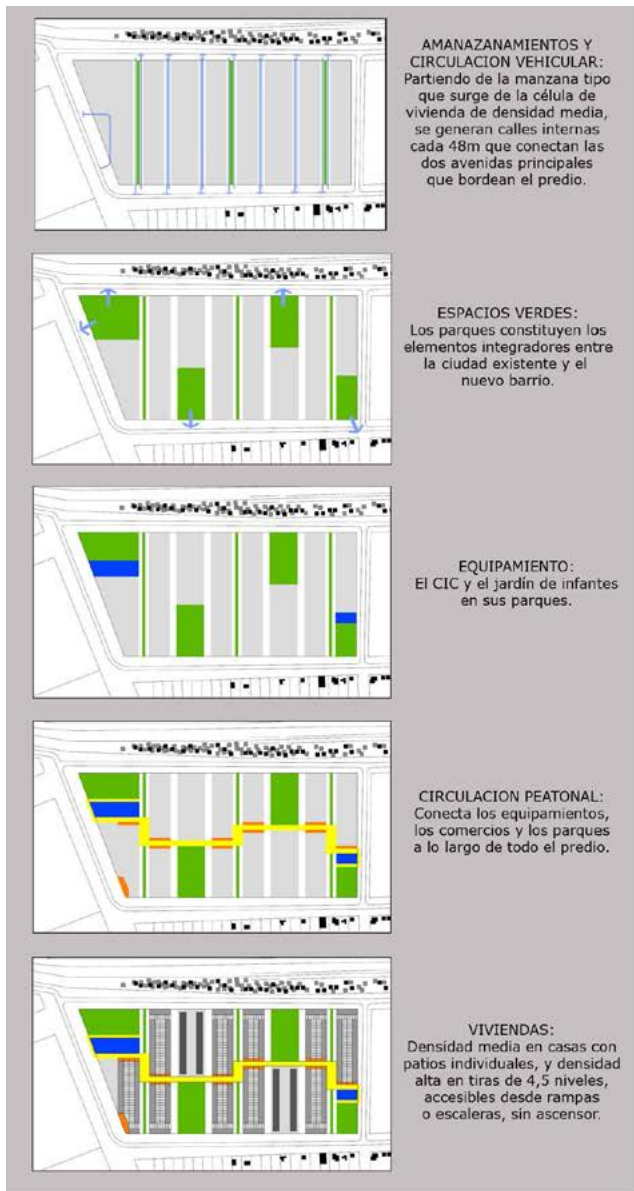 AMANAZANAMIENTOS Y
CIRCULACION VEHICULAR:
Partiendo de la manzana tipo
que surge de la célula de
vivienda de densidad media,
se generan calles internas
cada 48m que conectan las
dos avenidas principales
que bordean el predio.
ESPACIOS VERDES:
Los parques constituyen los
elementos integradores entre
la ciudad existente y el
nuevo barrio.
EQUIPAMIENTO:
El CIC y el jardín de infantes
en sus parques.
CIRCULACION PEATONAL:
Conecta los equipamientos,
los comercios y los parques
a lo largo de todo el predio.
VIVIENDAS:
Densidad media en casas con
patios individuales, y densidad
alta en tiras de 4,5 niveles,
accesibles desde rampas
o escaleras, sin ascensor.